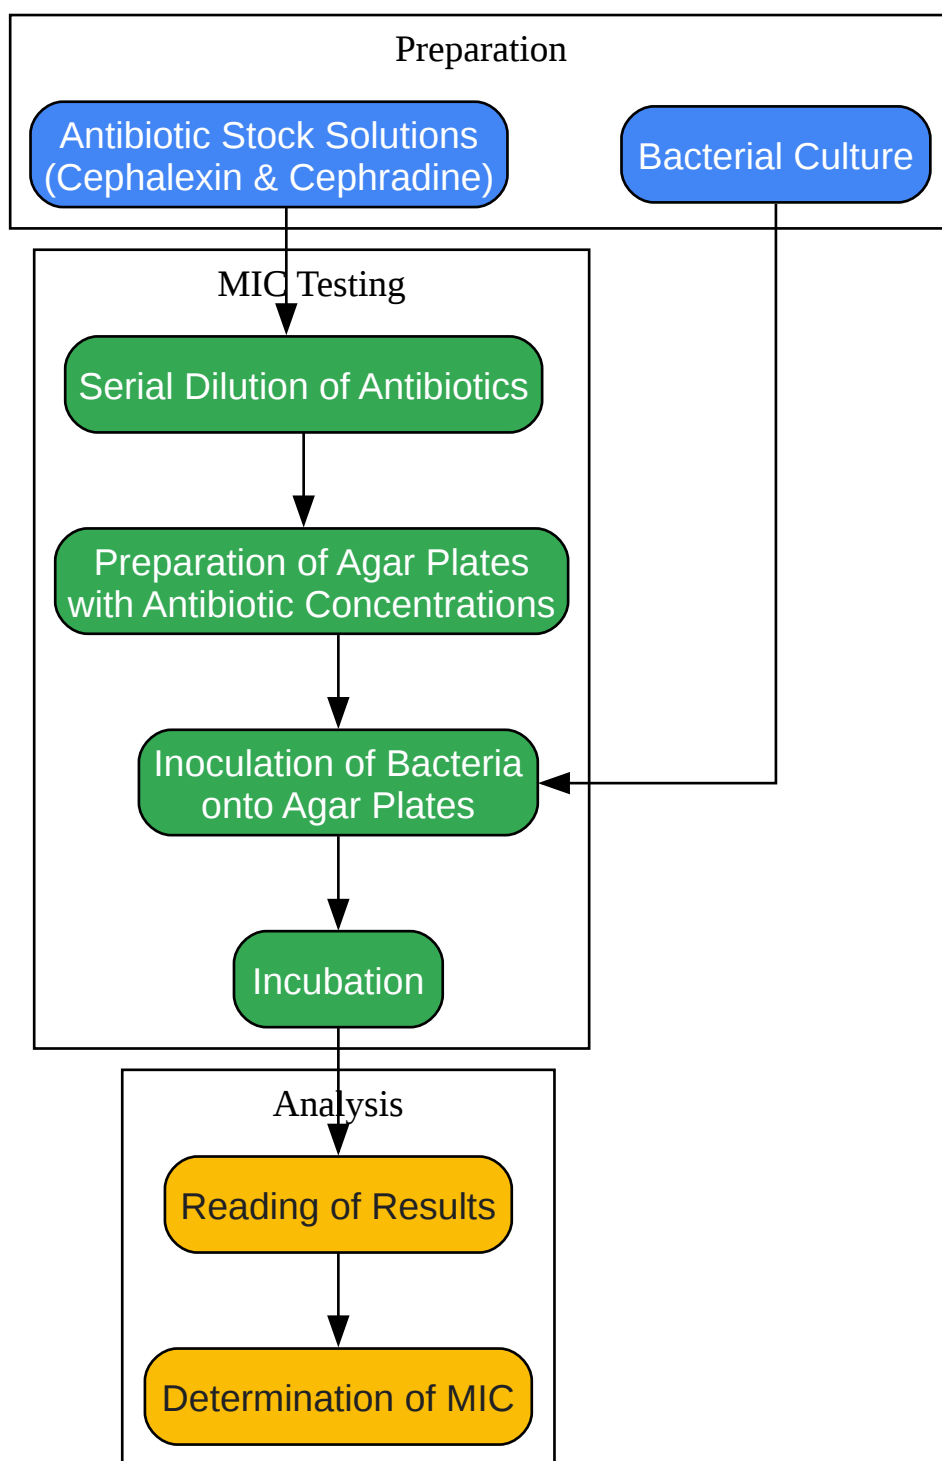 Preparation
Antibiotic Stock Solutions
(Cephalexin & Cephradine)
Bacterial Culture
MIC Testing
Serial Dilution of Antibiotics
Preparation of Agar Plates
with Antibiotic Concentrations
Inoculation of Bacteria
onto Agar Plates
Incubation
Analysis
Reading of Results
Determination of MIC